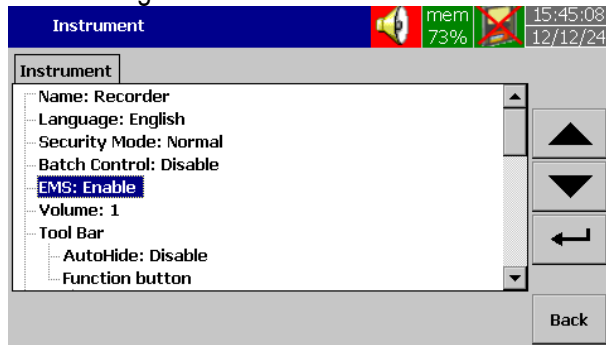 Instrument
mem
73%
15:45:08
12/12/24
Instrument
Name: Recorder
Language: English
Security Mode: Normal
Batch Control: Disable
EMS: Enable
Volume: 1
Tool Bar
AutoHide: Disable
Function button
Back